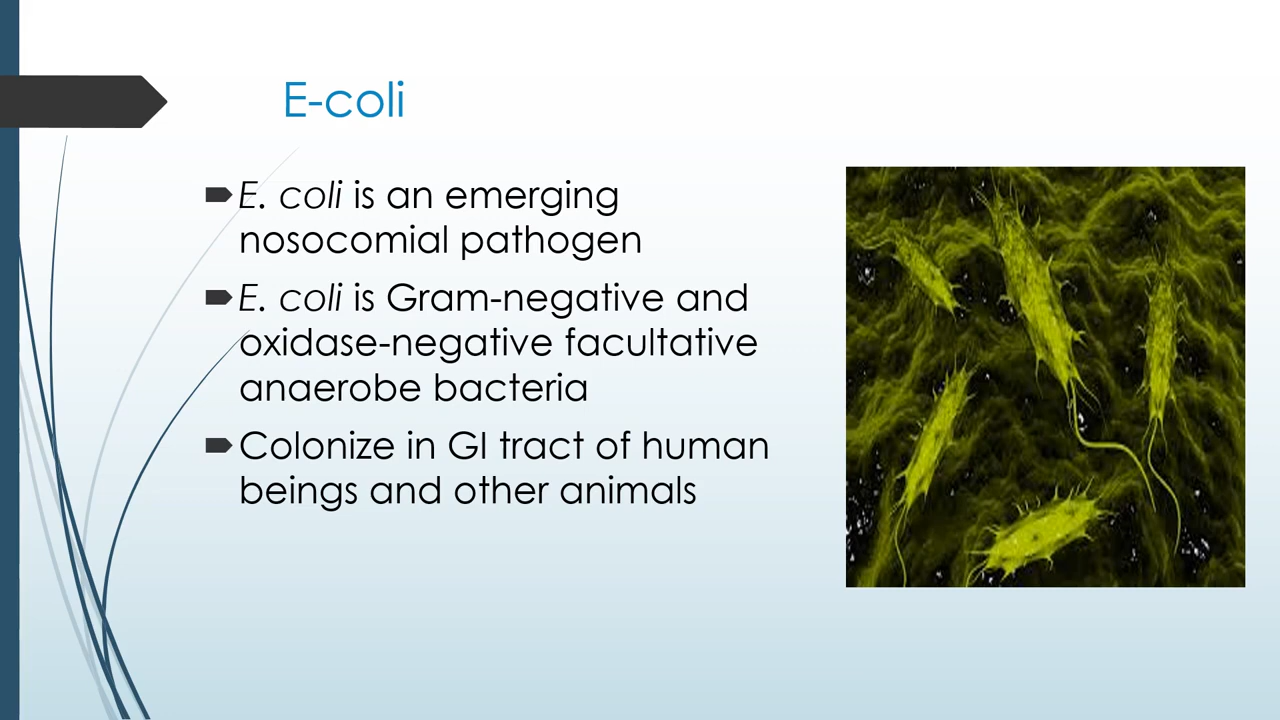 E-coli
E. coli is an emerging
nosocomial pathogen
E. coli is Gram-negative and
oxidase-negative facultative
anaerobe bacteria
Colonize in GI tract of human
beings and other animals